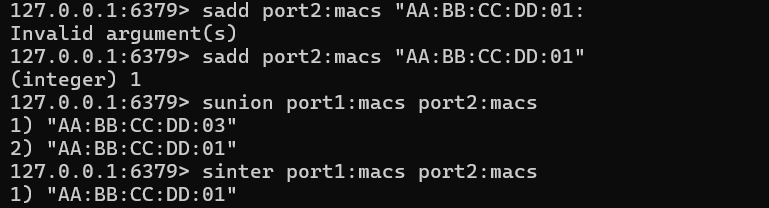 127.0.0.1:6379> sadd port2:macs "AA:BB:CC:DD:01:
Invalid argument(s)
127.0.0.1:6379> sadd port2:macs "AA:BB:CC:DD:01"
(integer) 1
127.0.0.1:6379> sunion port1:macs port2:macs
1) "AA:BB:CC:DD:03"
2) "AA:BB:CC:DD:01"
127.0.0.1:6379> sinter port1:macs port2:macs
1) "AA:BB:CC:DD:01"